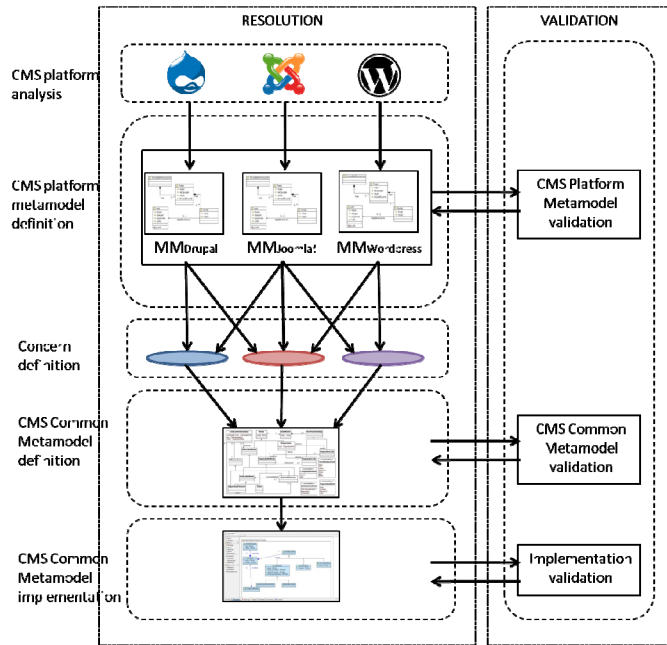 RESOLUTION
VALIDATION
CMS platform
analysis
CMS platform
metamodel
definition
MMDrupal
MMJoomla!
MMWordpress
CMS Platform
Metamodel
validation
Concern
definition
CMS Common
Metamodel
definition
CMS Common
Metamodel
validation
CMS Common
Metamodel
implementation
Implementation
validation